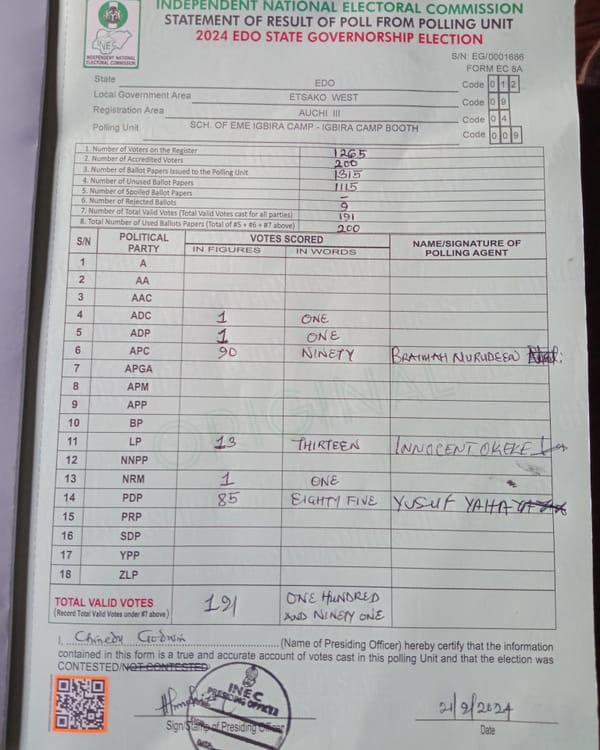 INDEPENDENT NATIONAL ELECTORAL COMMISSION
STATEMENT OF RESULT OF POLL FROM POLLING UNIT
2024 EDO STATE GOVERNORSHIP ELECTION
INEC
INDEPENDENT NATIONAL
ELECTORAL COMMISSION
S/N: EG/0001686
FORM EC 8A
State EDO Code 0 1 2
Local Government Area ETSAKO WEST Code 0 9
Registration Area AUCHI III Code 0 4
Polling Unit SCH. OF EME IGBIRA CAMP - IGBIRA CAMP BOOTH Code 0 0 9
1. Number of Voters on the Register 1265
2. Number of Accredited Voters 200
3. Number of Ballot Papers Issued to the Polling Unit 1315
4. Number of Unused Ballot Papers 1115
5. Number of Spoiled Ballot Papers -
6. Number of Rejected Ballots 9
7. Number of Total Valid Votes (Total Valid Votes cast for all parties) 191
8. Total Number of Used Ballots Papers (Total of #5 + #6 + #7 above) 200
S/N POLITICAL PARTY VOTES SCORED NAME/SIGNATURE OF POLLING AGENT
IN FIGURES IN WORDS
1 A
2 AA
3 AAC
4 ADC 1 ONE
5 ADP 1 ONE
6 APC 90 NINETY BRAIMAH NURUDEEN
7 APGA
8 APM
9 APP
10 BP
11 LP 13 THIRTEEN INNOCENT OKEKE
12 NNPP
13 NRM 1 ONE
14 PDP 85 EIGHTY FIVE YUSUF YAHAYA
15 PRP
16 SDP
17 YPP
18 ZLP
ORIGINAL
TOTAL VALID VOTES 191 ONE HUNDRED
(Record Total Valid Votes under #7 above) AND NINETY ONE
I, Chinedu Godwin (Name of Presiding Officer) hereby certify that the information
contained in this form is a true and accurate account of votes cast in this polling Unit and that the election was
CONTESTED/NOT CONTESTED
INEC
PRESIDING OFFICER
21/9/2024
Sign/Stamp of Presiding Officer Date